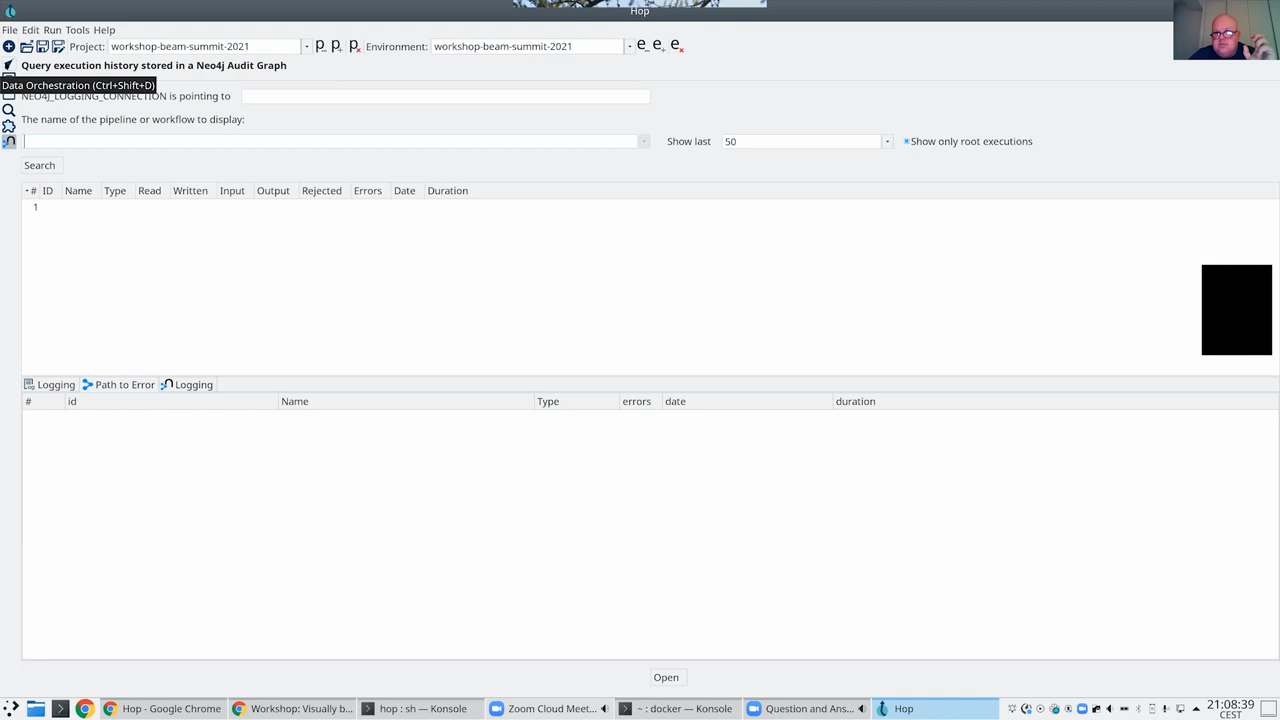 Hop
File Edit Run Tools Help
Project: workshop-beam-summit-2021 Environment: workshop-beam-summit-2021
Query execution history stored in a Neo4j Audit Graph
Data Orchestration (Ctrl+Shift+D)
NEO4J_LOGGING_CONNECTION is pointing to
The name of the pipeline or workflow to display:
Show last 50 Show only root executions
Search
# ID Name Type Read Written Input Output Rejected Errors Date Duration
1
Logging Path to Error Logging
# id Name Type errors date duration
Open
Hop - Google Chrome Workshop: Visually b... hop : sh — Konsole Zoom Cloud Meet... ~ : docker — Konsole Question and Ans... Hop 21:08:39
CEST